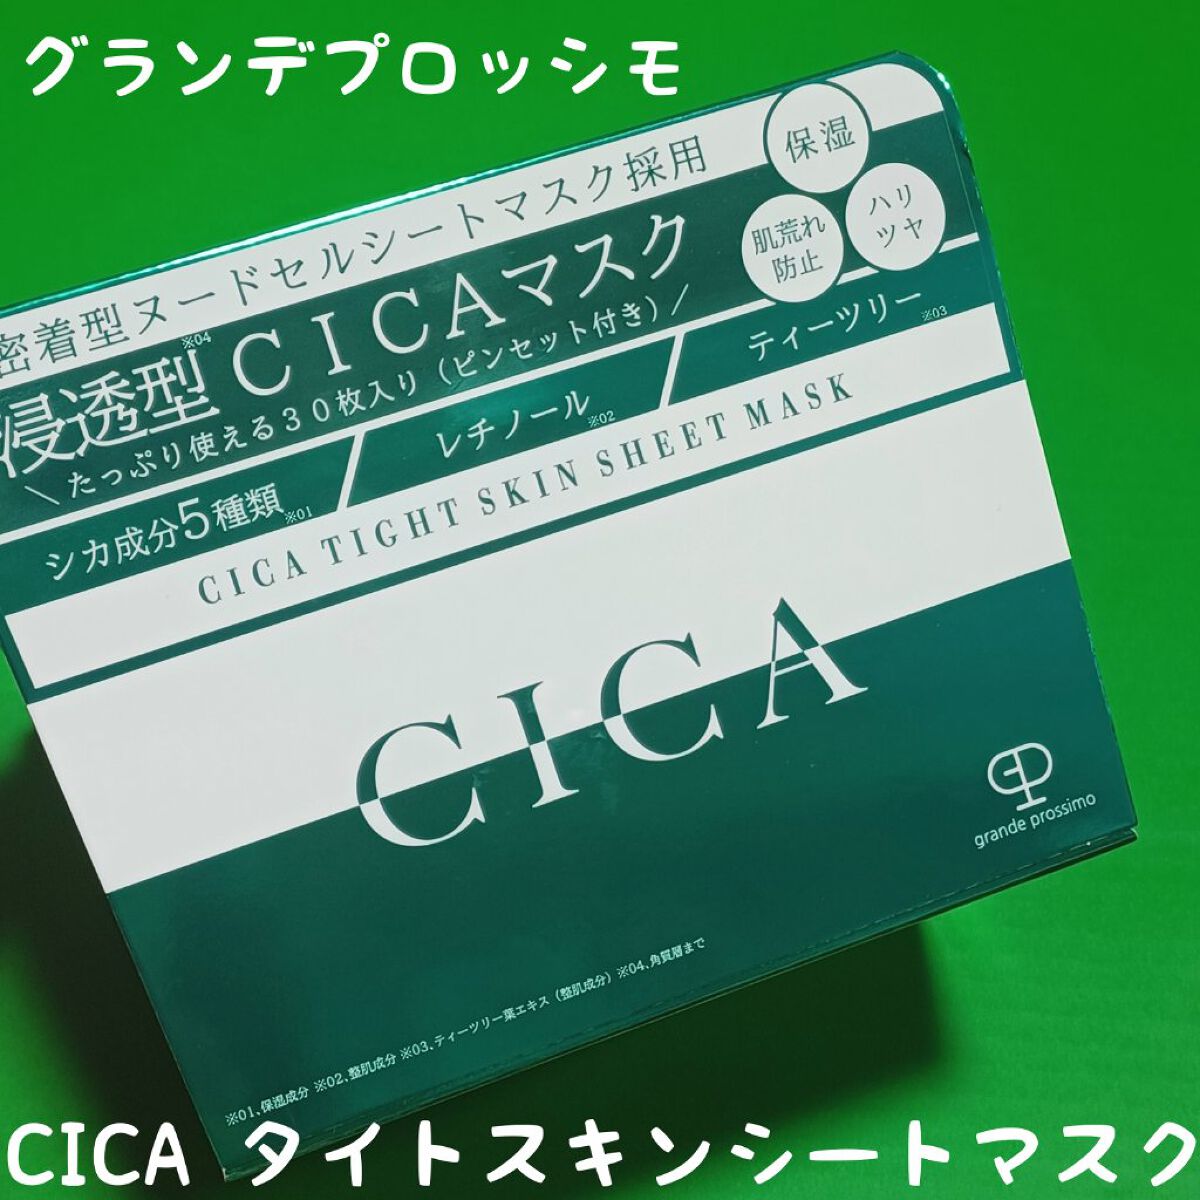 グランデプロッシモ
密着型ヌードセルシートマスク採用
保湿
肌荒れ
防止
ハリ
ツヤ
浸透型※04 CICAマスク
＼たっぷり使える30枚入り（ピンセット付き）／
シカ成分5種類※01
レチノール※02
ティーツリー※03
CICA TIGHT SKIN SHEET MASK
CICA
grande prossimo
※01、保湿成分 ※02、整肌成分 ※03、ティーツリー葉エキス（整肌成分）※04、角質層まで
CICA タイトスキンシートマスク